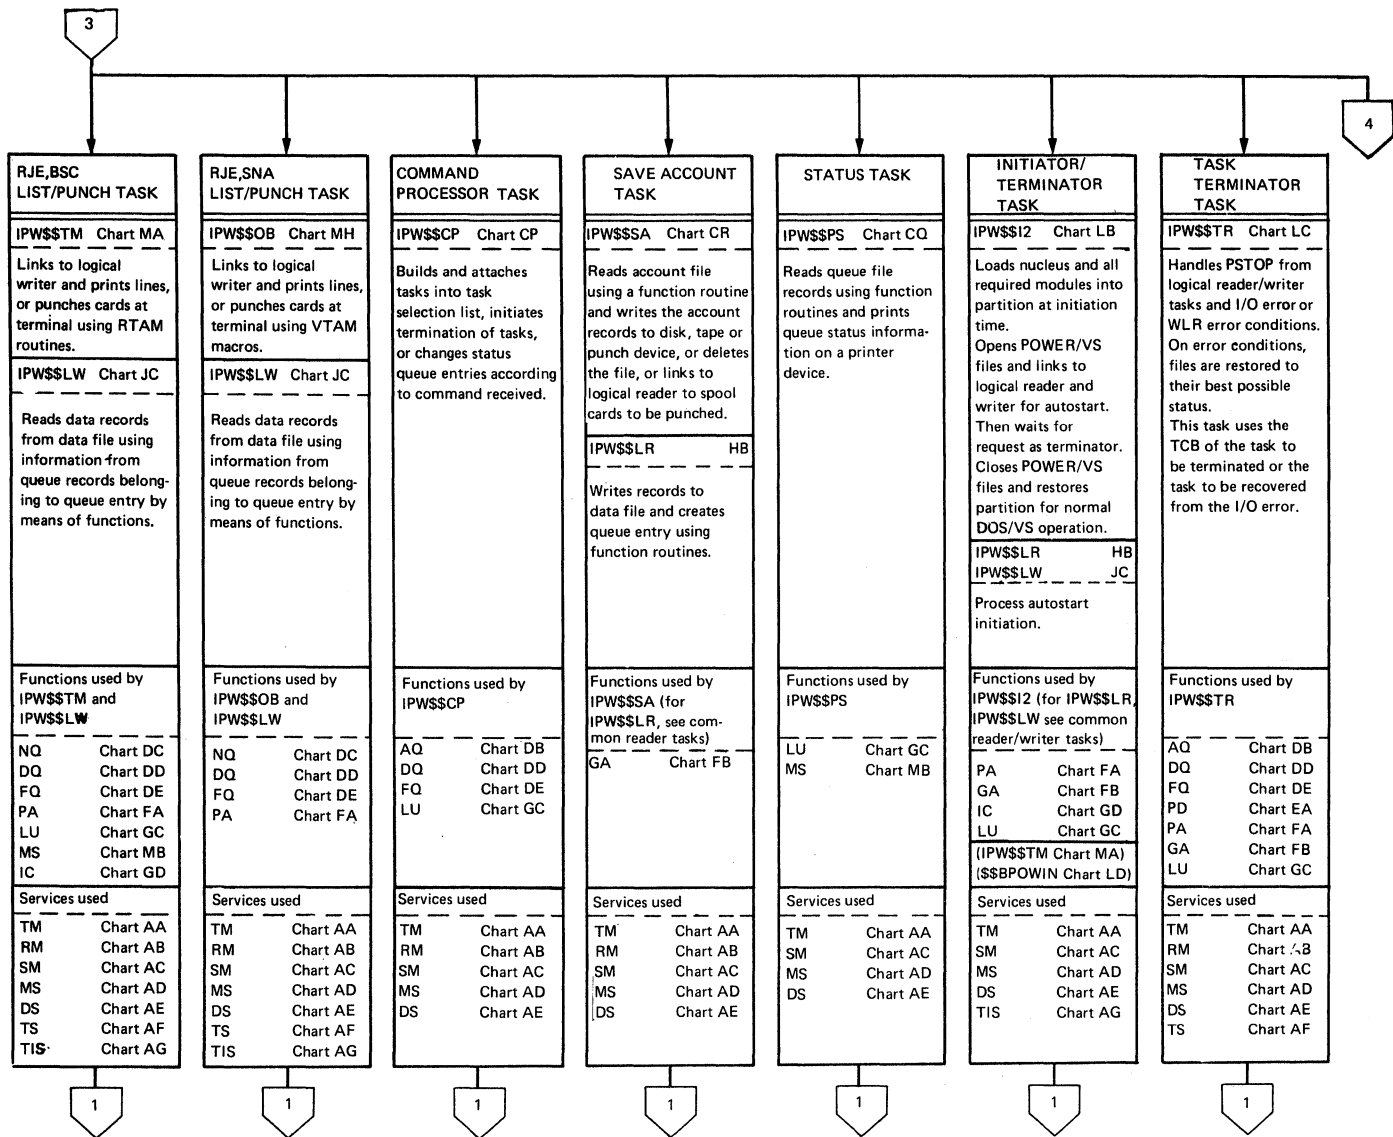 3
4
RJE,BSC
LIST/PUNCH TASK
IPW$$TM Chart MA
Links to logical
writer and prints lines,
or punches cards at
terminal using RTAM
routines.
IPW$$LW Chart JC
Reads data records
from data file using
information from
queue records belong-
ing to queue entry by
means of functions.
Functions used by
IPW$$TM and
IPW$$LW
NQ Chart DC
DQ Chart DD
FQ Chart DE
PA Chart FA
LU Chart GC
MS Chart MB
IC Chart GD
Services used
TM Chart AA
RM Chart AB
SM Chart AC
MS Chart AD
DS Chart AE
TS Chart AF
TIS Chart AG
1
RJE,SNA
LIST/PUNCH TASK
IPW$$OB Chart MH
Links to logical
writer and prints lines,
or punches cards at
terminal using VTAM
macros.
IPW$$LW Chart JC
Reads data records
from data file using
information from
queue records belong-
ing to queue entry by
means of functions.
Functions used by
IPW$$OB and
IPW$$LW
NQ Chart DC
DQ Chart DD
FQ Chart DE
PA Chart FA
Services used
TM Chart AA
RM Chart AB
SM Chart AC
MS Chart AD
DS Chart AE
TS Chart AF
TIS Chart AG
1
COMMAND
PROCESSOR TASK
IPW$$CP Chart CP
Builds and attaches
tasks into task
selection list, initiates
termination of tasks,
or changes status
queue entries according
to command received.
Functions used by
IPW$$CP
AQ Chart DB
DQ Chart DD
FQ Chart DE
LU Chart GC
Services used
TM Chart AA
RM Chart AB
SM Chart AC
MS Chart AD
DS Chart AE
1
SAVE ACCOUNT
TASK
IPW$$SA Chart CR
Reads account file
using a function routine
and writes the account
records to disk, tape or
punch device, or deletes
the file, or links to
logical reader to spool
cards to be punched.
IPW$$LR HB
Writes records to
data file and creates
queue entry using
function routines.
Functions used by
IPW$$SA (for
IPW$$LR, see com-
mon reader tasks)
GA Chart FB
Services used
TM Chart AA
RM Chart AB
SM Chart AC
MS Chart AD
DS Chart AE
1
STATUS TASK
IPW$$PS Chart CQ
Reads queue file
records using function
routines and prints
queue status informa-
tion on a printer
device.
Functions used by
IPW$$PS
LU Chart GC
MS Chart MB
Services used
TM Chart AA
SM Chart AC
MS Chart AD
DS Chart AE
1
INITIATOR/
TERMINATOR
TASK
IPW$$I2 Chart LB
Loads nucleus and all
required modules into
partition at initiation
time.
Opens POWER/VS
files and links to
logical reader and
writer for autostart.
Then waits for
request as terminator.
Closes POWER/VS
files and restores
partition for normal
DOS/VS operation.
IPW$$LR HB
IPW$$LW JC
Process autostart
initiation.
Functions used by
IPW$$I2 (for IPW$$LR,
IPW$$LW see common
reader/writer tasks)
PA Chart FA
GA Chart FB
IC Chart GD
LU Chart GC
(IPW$$TM Chart MA)
($$BPOWIN Chart LD)
Services used
TM Chart AA
SM Chart AC
MS Chart AD
DS Chart AE
TIS Chart AG
1
TASK
TERMINATOR
TASK
IPW$$TR Chart LC
Handles PSTOP from
logical reader/writer
tasks and I/O error or
WLR error conditions.
On error conditions,
files are restored to
their best possible
status.
This task uses the
TCB of the task to
be terminated or the
task to be recovered
from the I/O error.
Functions used by
IPW$$TR
AQ Chart DB
DQ Chart DD
FQ Chart DE
PD Chart EA
PA Chart FA
GA Chart FB
LU Chart GC
Services used
TM Chart AA
RM Chart AB
SM Chart AC
MS Chart AD
DS Chart AE
TS Chart AF
1